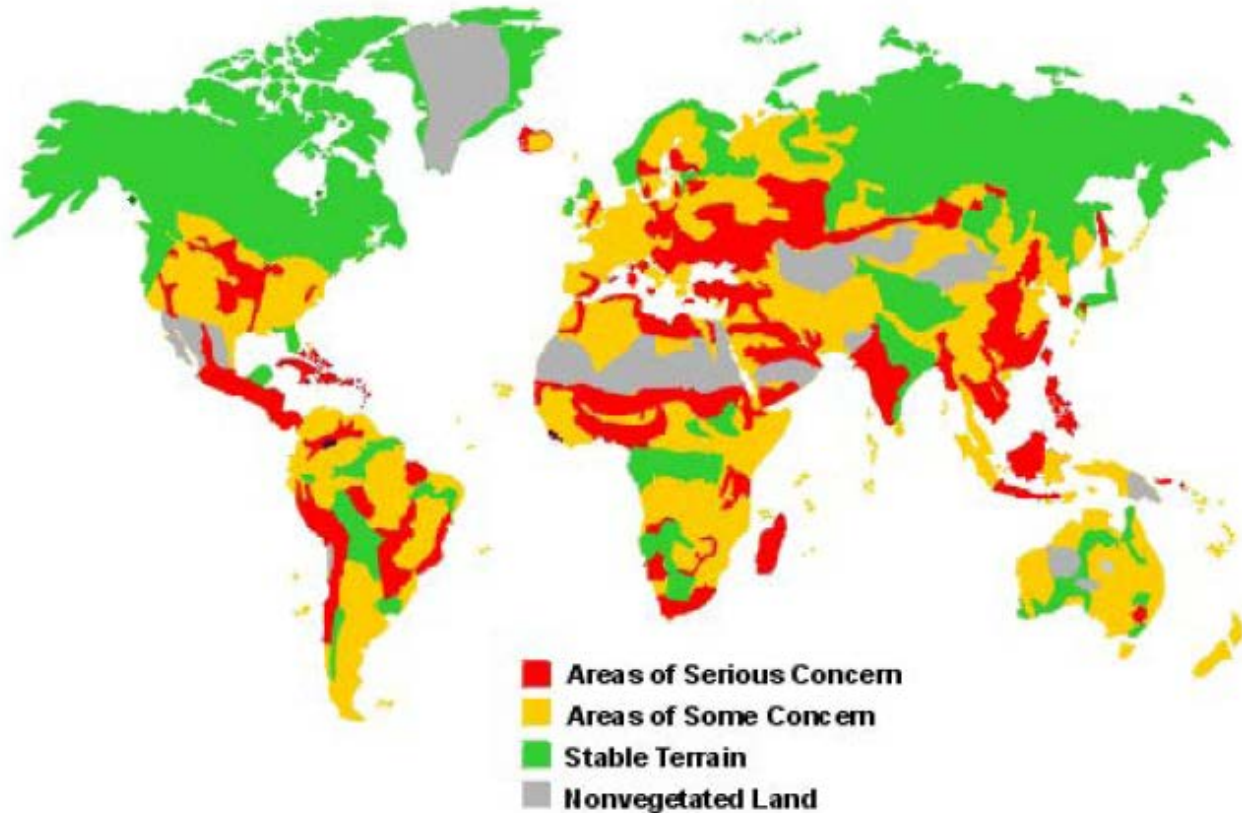 Areas of Serious Concern
Areas of Some Concern
Stable Terrain
Nonvegetated Land